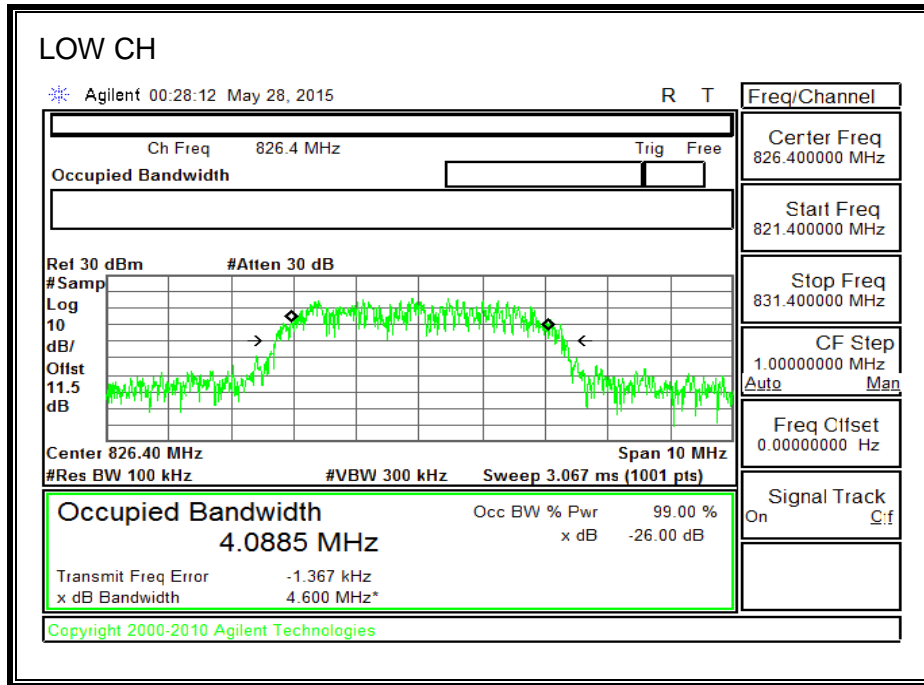 LOW CH
Agilent 00:28:12 May 28, 2015 R T
Freq/Channel
Ch Freq 826.4 MHz Trig Free
Occupied Bandwidth
Center Freq
826.400000 MHz
Start Freq
821.400000 MHz
Stop Freq
831.400000 MHz
CF Step
1.00000000 MHz
Auto Man
Freq Offset
0.00000000 Hz
Signal Track
On Off
Ref 30 dBm #Atten 30 dB
#Samp
Log
10
dB/
Offst
11.5
dB
Center 826.40 MHz Span 10 MHz
#Res BW 100 kHz #VBW 300 kHz Sweep 3.067 ms (1001 pts)
Occupied Bandwidth
4.0885 MHz
Occ BW % Pwr 99.00 %
x dB -26.00 dB
Transmit Freq Error -1.367 kHz
x dB Bandwidth 4.600 MHz*
Copyright 2000-2010 Agilent Technologies